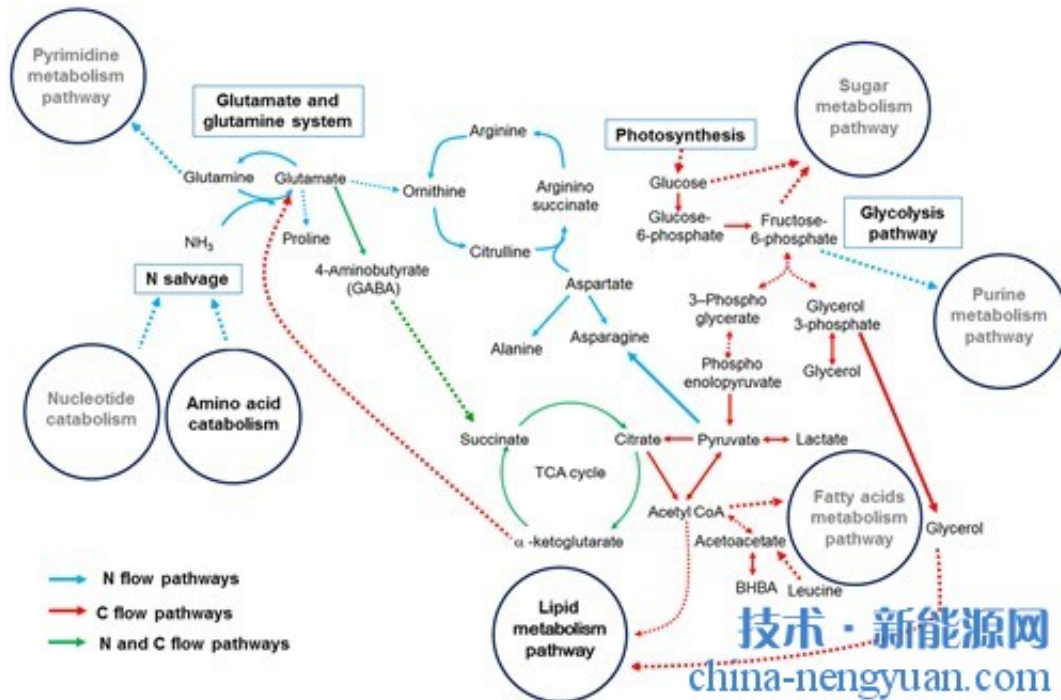 Pyrimidine
metabolism
pathway
Glutamate and
glutamine system
Sugar
metabolism
pathway
Photosynthesis
Arginine
Glutamine
Glutamate
Ornithine
Arginino
succinate
Glucose
Glucose-
6-phosphate
Fructose-
6-phosphate
Glycolysis
pathway
NH3
Proline
Citrulline
N salvage
4-Aminobutyrate
(GABA)
Aspartate
3–Phospho
glycerate
Glycerol
3-phosphate
Purine
metabolism
pathway
Alanine
Asparagine
Phospho
enolpyruvate
Glycerol
Nucleotide
catabolism
Amino acid
catabolism
Succinate
Citrate
Pyruvate
Lactate
TCA cycle
Acetyl CoA
Fatty acids
metabolism
pathway
Glycerol
α -ketoglutarate
Acetoacetate
BHBA
Leucine
N flow pathways
C flow pathways
N and C flow pathways
Lipid
metabolism
pathway
技术·新能源网
china-nengyuan.com